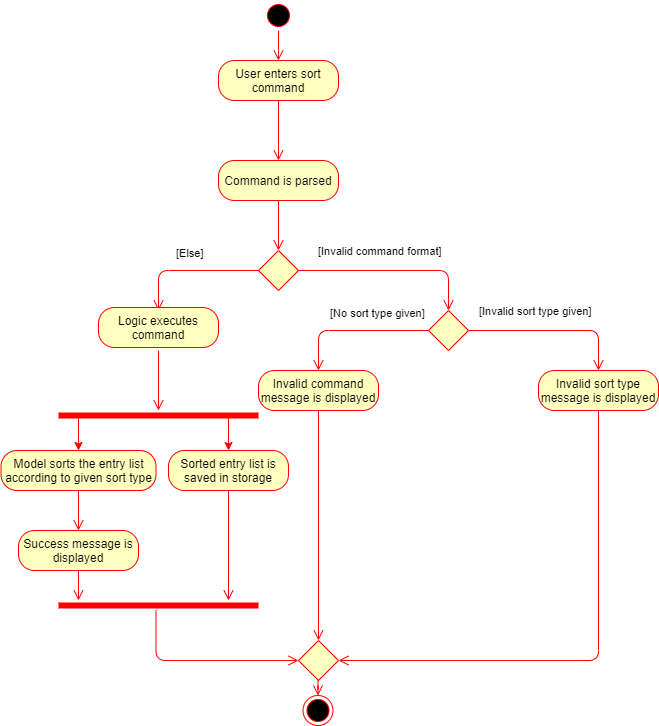 User enters sort
command
Command is parsed
[Else]
[Invalid command format]
Logic executes
command
[No sort type given]
[Invalid sort type given]
Invalid command
message is displayed
Invalid sort type
message is displayed
Model sorts the entry list
according to given sort type
Sorted entry list is
saved in storage
Success message is
displayed